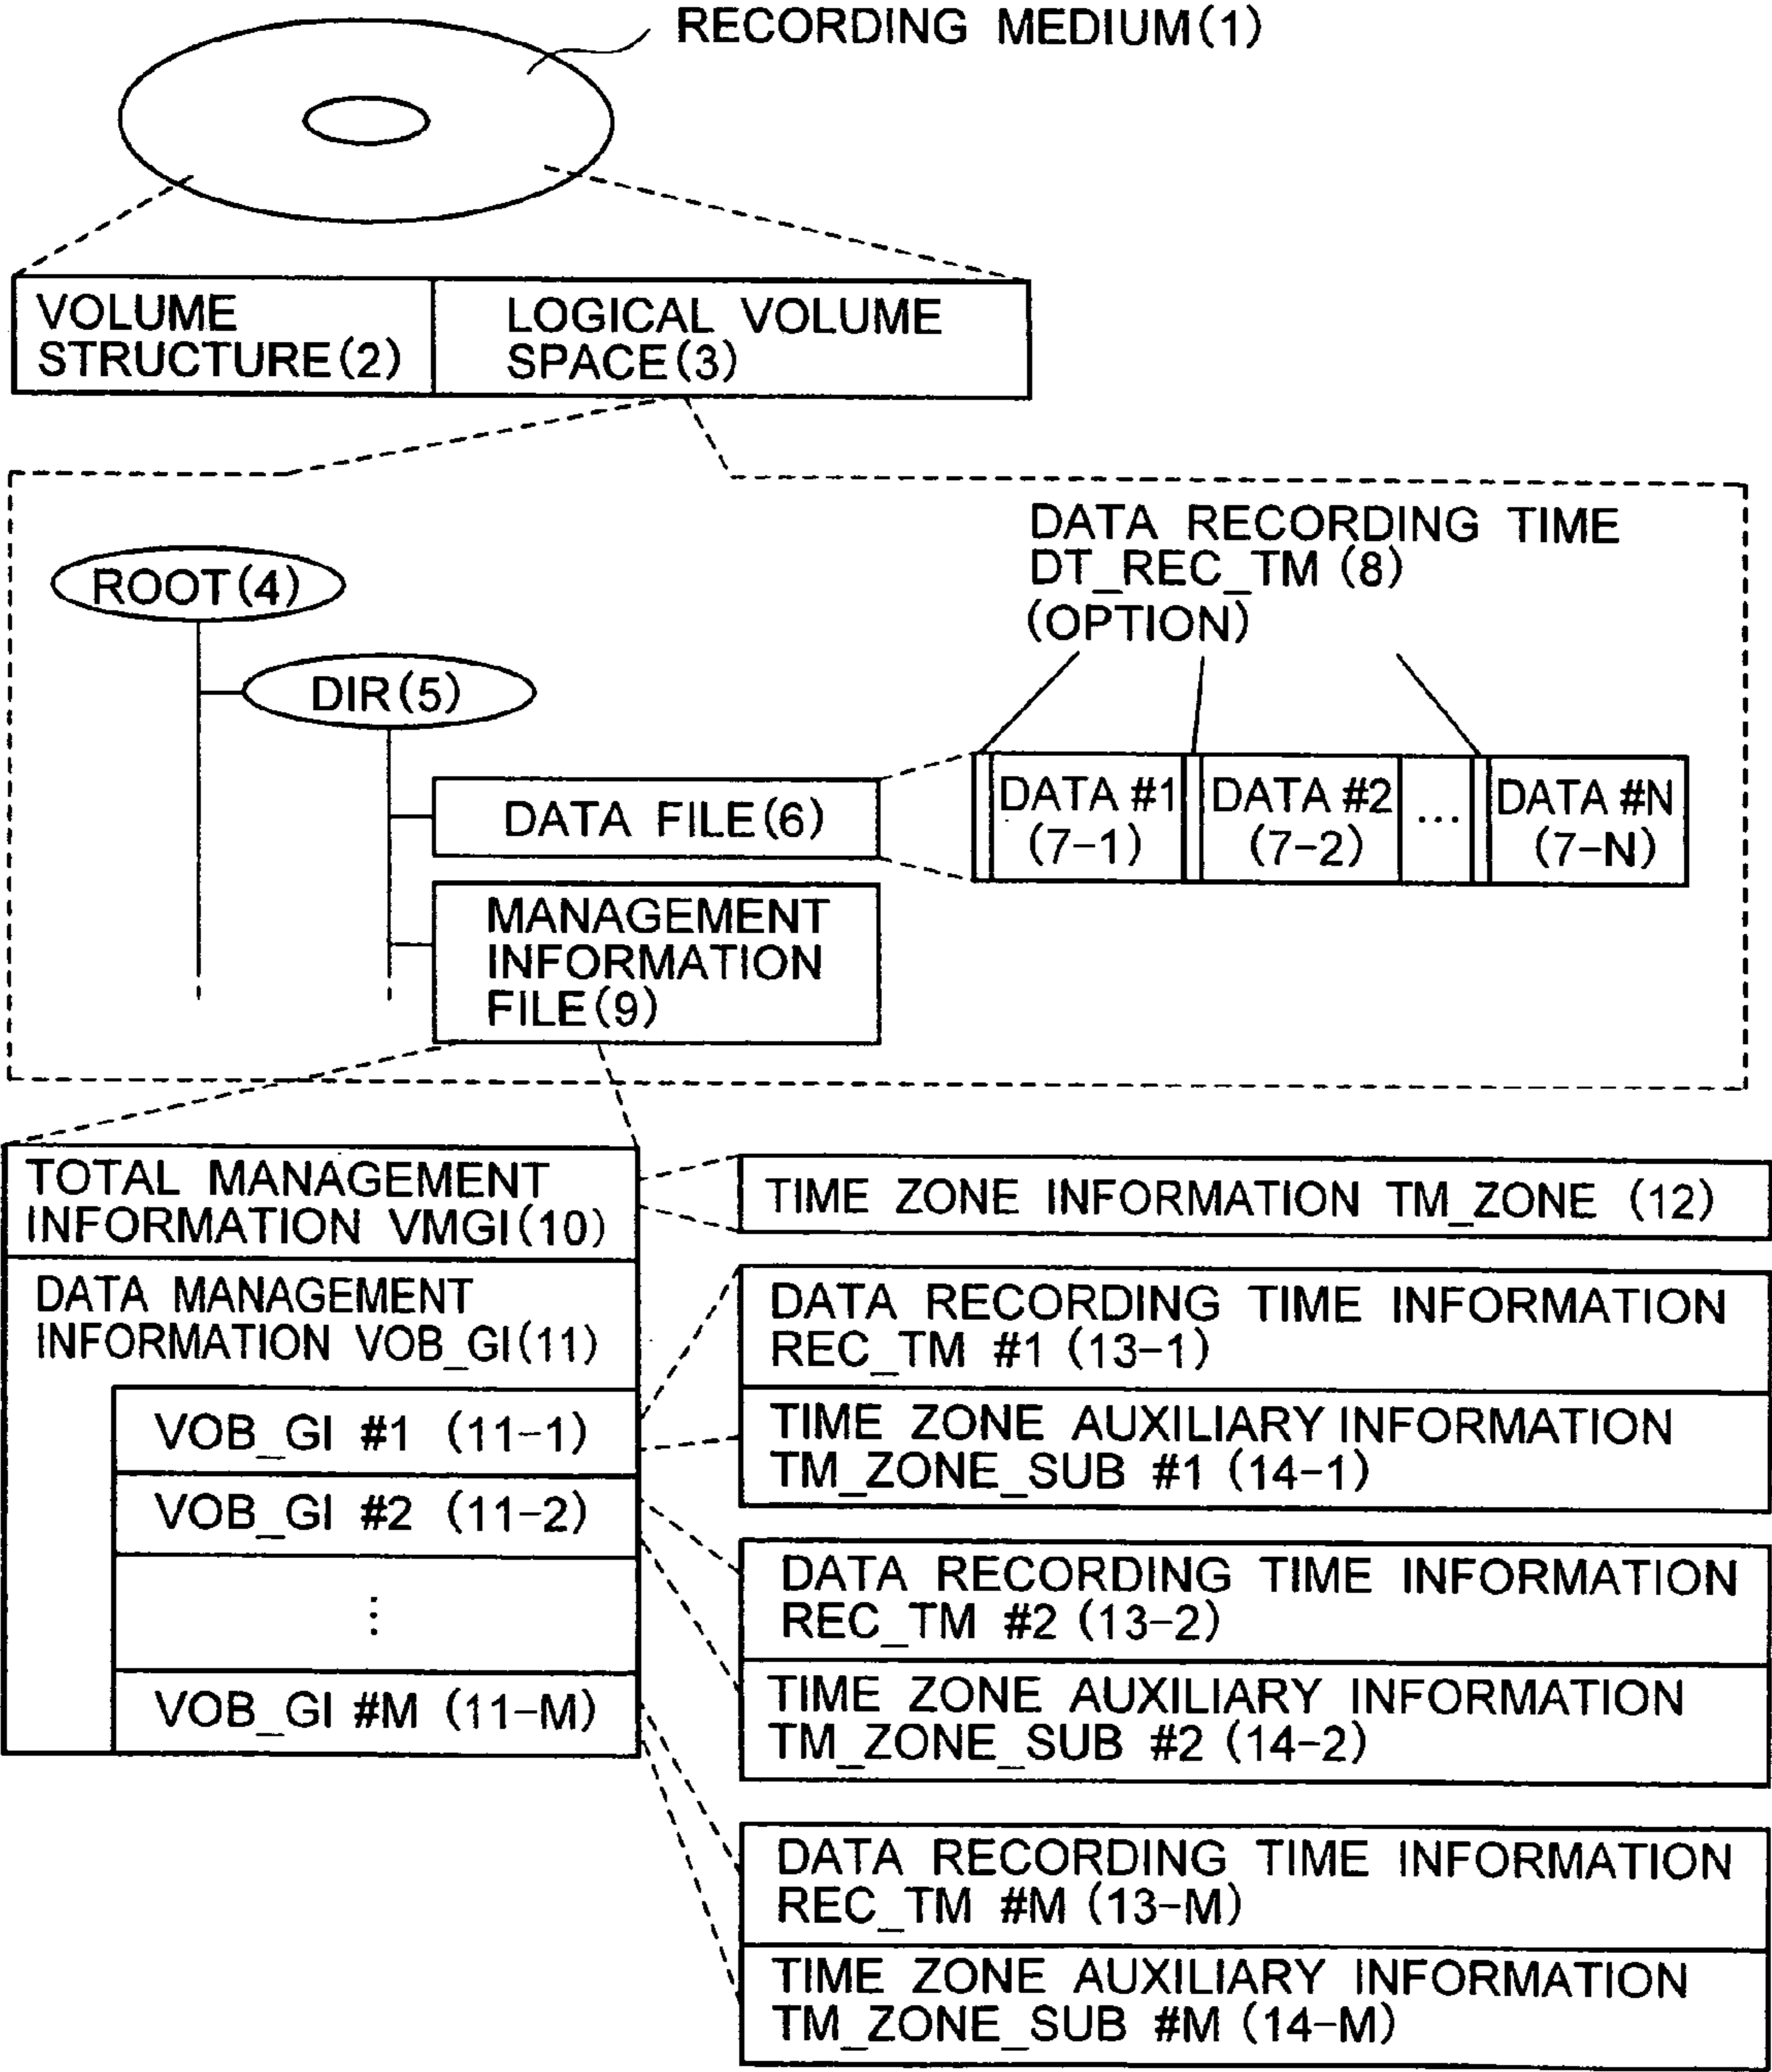 RECORDING MEDIUM(1)
VOLUME
STRUCTURE(2)
LOGICAL VOLUME
SPACE(3)
ROOT(4)
DIR(5)
DATA RECORDING TIME
DT_REC_TM (8)
(OPTION)
DATA FILE(6)
DATA #1
(7-1)
DATA #2
(7-2)
...
DATA #N
(7-N)
MANAGEMENT
INFORMATION
FILE(9)
TOTAL MANAGEMENT
INFORMATION VMGI(10)
TIME ZONE INFORMATION TM_ZONE (12)
DATA MANAGEMENT
INFORMATION VOB_GI(11)
VOB_GI #1 (11-1)
VOB_GI #2 (11-2)
⋮
VOB_GI #M (11-M)
DATA RECORDING TIME INFORMATION
REC_TM #1 (13-1)
TIME ZONE AUXILIARY INFORMATION
TM_ZONE_SUB #1 (14-1)
DATA RECORDING TIME INFORMATION
REC_TM #2 (13-2)
TIME ZONE AUXILIARY INFORMATION
TM_ZONE_SUB #2 (14-2)
DATA RECORDING TIME INFORMATION
REC_TM #M (13-M)
TIME ZONE AUXILIARY INFORMATION
TM_ZONE_SUB #M (14-M)